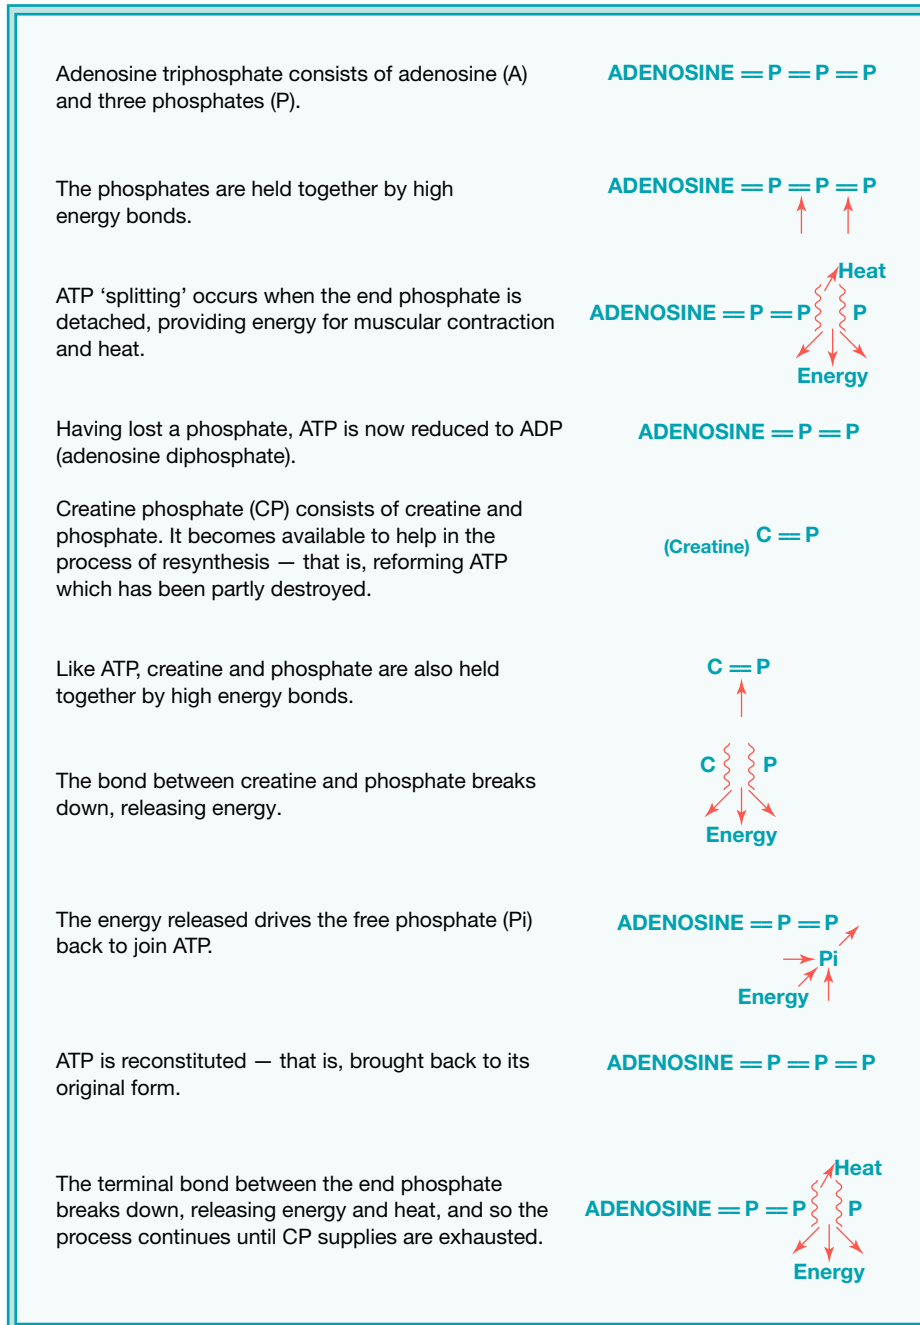 Adenosine triphosphate consists of adenosine (A)
and three phosphates (P).
ADENOSINE = P = P = P
The phosphates are held together by high
energy bonds.
ADENOSINE = P = P = P
ATP ‘splitting’ occurs when the end phosphate is
detached, providing energy for muscular contraction
and heat.
Heat
ADENOSINE = P = P P
Energy
Having lost a phosphate, ATP is now reduced to ADP
(adenosine diphosphate).
ADENOSINE = P = P
Creatine phosphate (CP) consists of creatine and
phosphate. It becomes available to help in the
process of resynthesis — that is, reforming ATP
which has been partly destroyed.
(Creatine) C = P
Like ATP, creatine and phosphate are also held
together by high energy bonds.
C = P
The bond between creatine and phosphate breaks
down, releasing energy.
C P
Energy
The energy released drives the free phosphate (Pi)
back to join ATP.
ADENOSINE = P = P
Pi
Energy
ATP is reconstituted — that is, brought back to its
original form.
ADENOSINE = P = P = P
The terminal bond between the end phosphate
breaks down, releasing energy and heat, and so the
process continues until CP supplies are exhausted.
Heat
ADENOSINE = P = P P
Energy